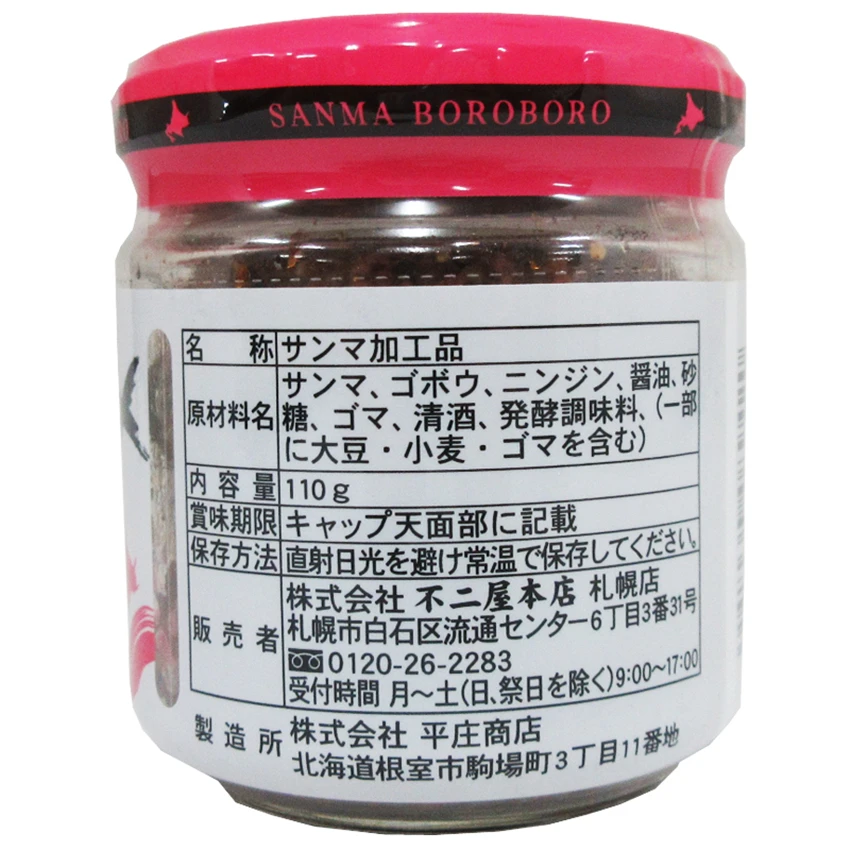 SANMA BOROBORO
名称 サンマ加工品
原材料名 サンマ、ゴボウ、ニンジン、醤油、砂
糖、ゴマ、清酒、発酵調味料、(一部
に大豆・小麦・ゴマを含む)
内容量 110g
賞味期限 キャップ天面部に記載
保存方法 直射日光を避け常温で保存してください。
販売者 株式会社 不二屋本店 札幌店
札幌市白石区流通センター6丁目3番31号
0120-26-2283
受付時間 月〜土(日、祭日を除く)9:00〜17:00
製造所 株式会社 平庄商店
北海道根室市駒場町3丁目11番地